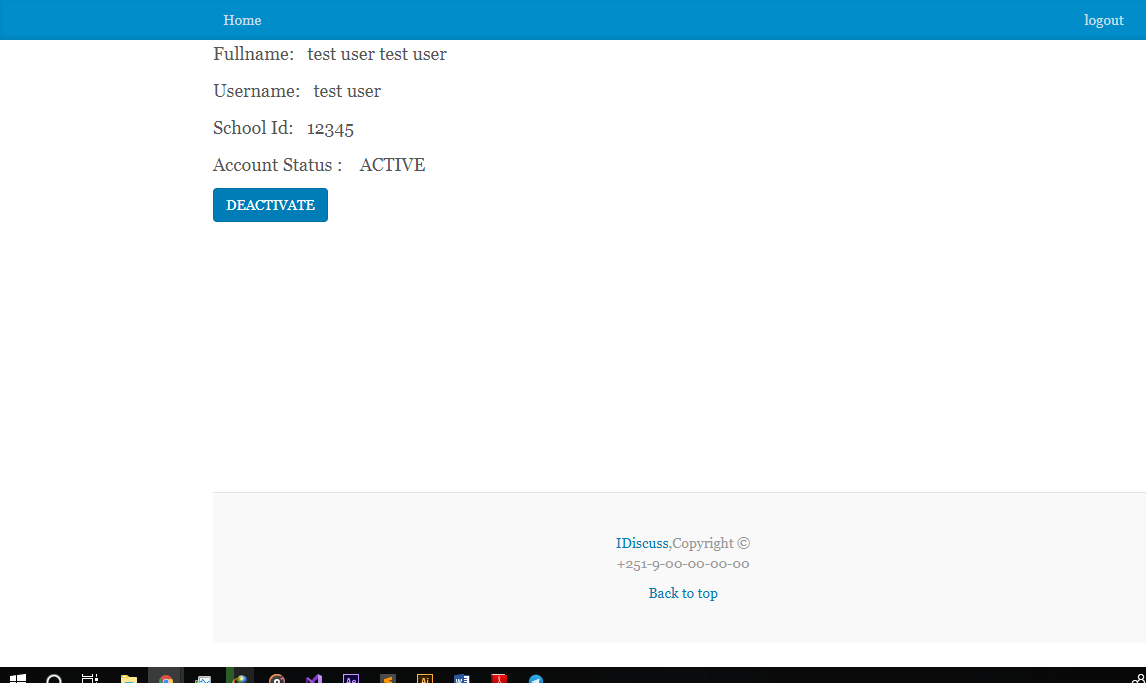 Home logout
Fullname: test user test user
Username: test user
School Id: 12345
Account Status : ACTIVE
DEACTIVATE
IDiscuss,Copyright ©
+251-9-00-00-00-00
Back to top